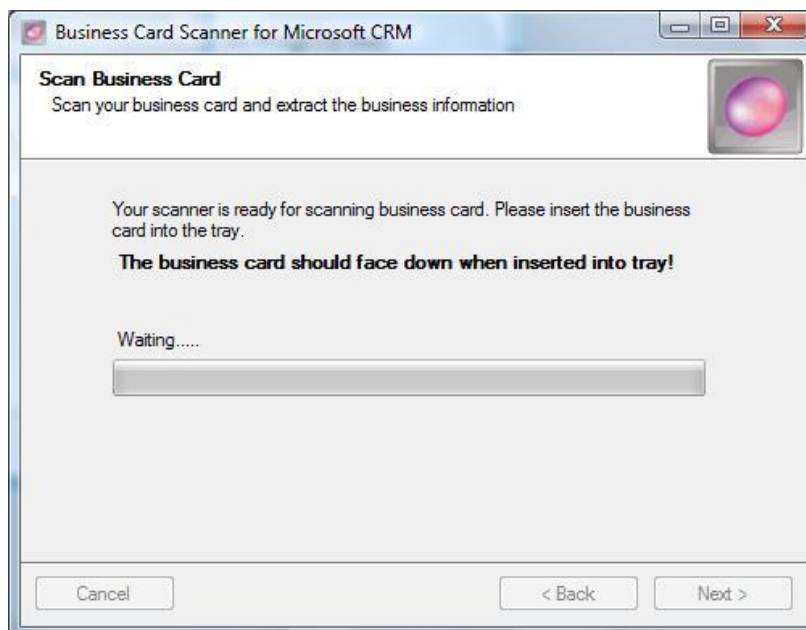 Business Card Scanner for Microsoft CRM
Scan Business Card
Scan your business card and extract the business information
Your scanner is ready for scanning business card. Please insert the business
card into the tray.
The business card should face down when inserted into tray!
Waiting.....
Cancel
< Back
Next >